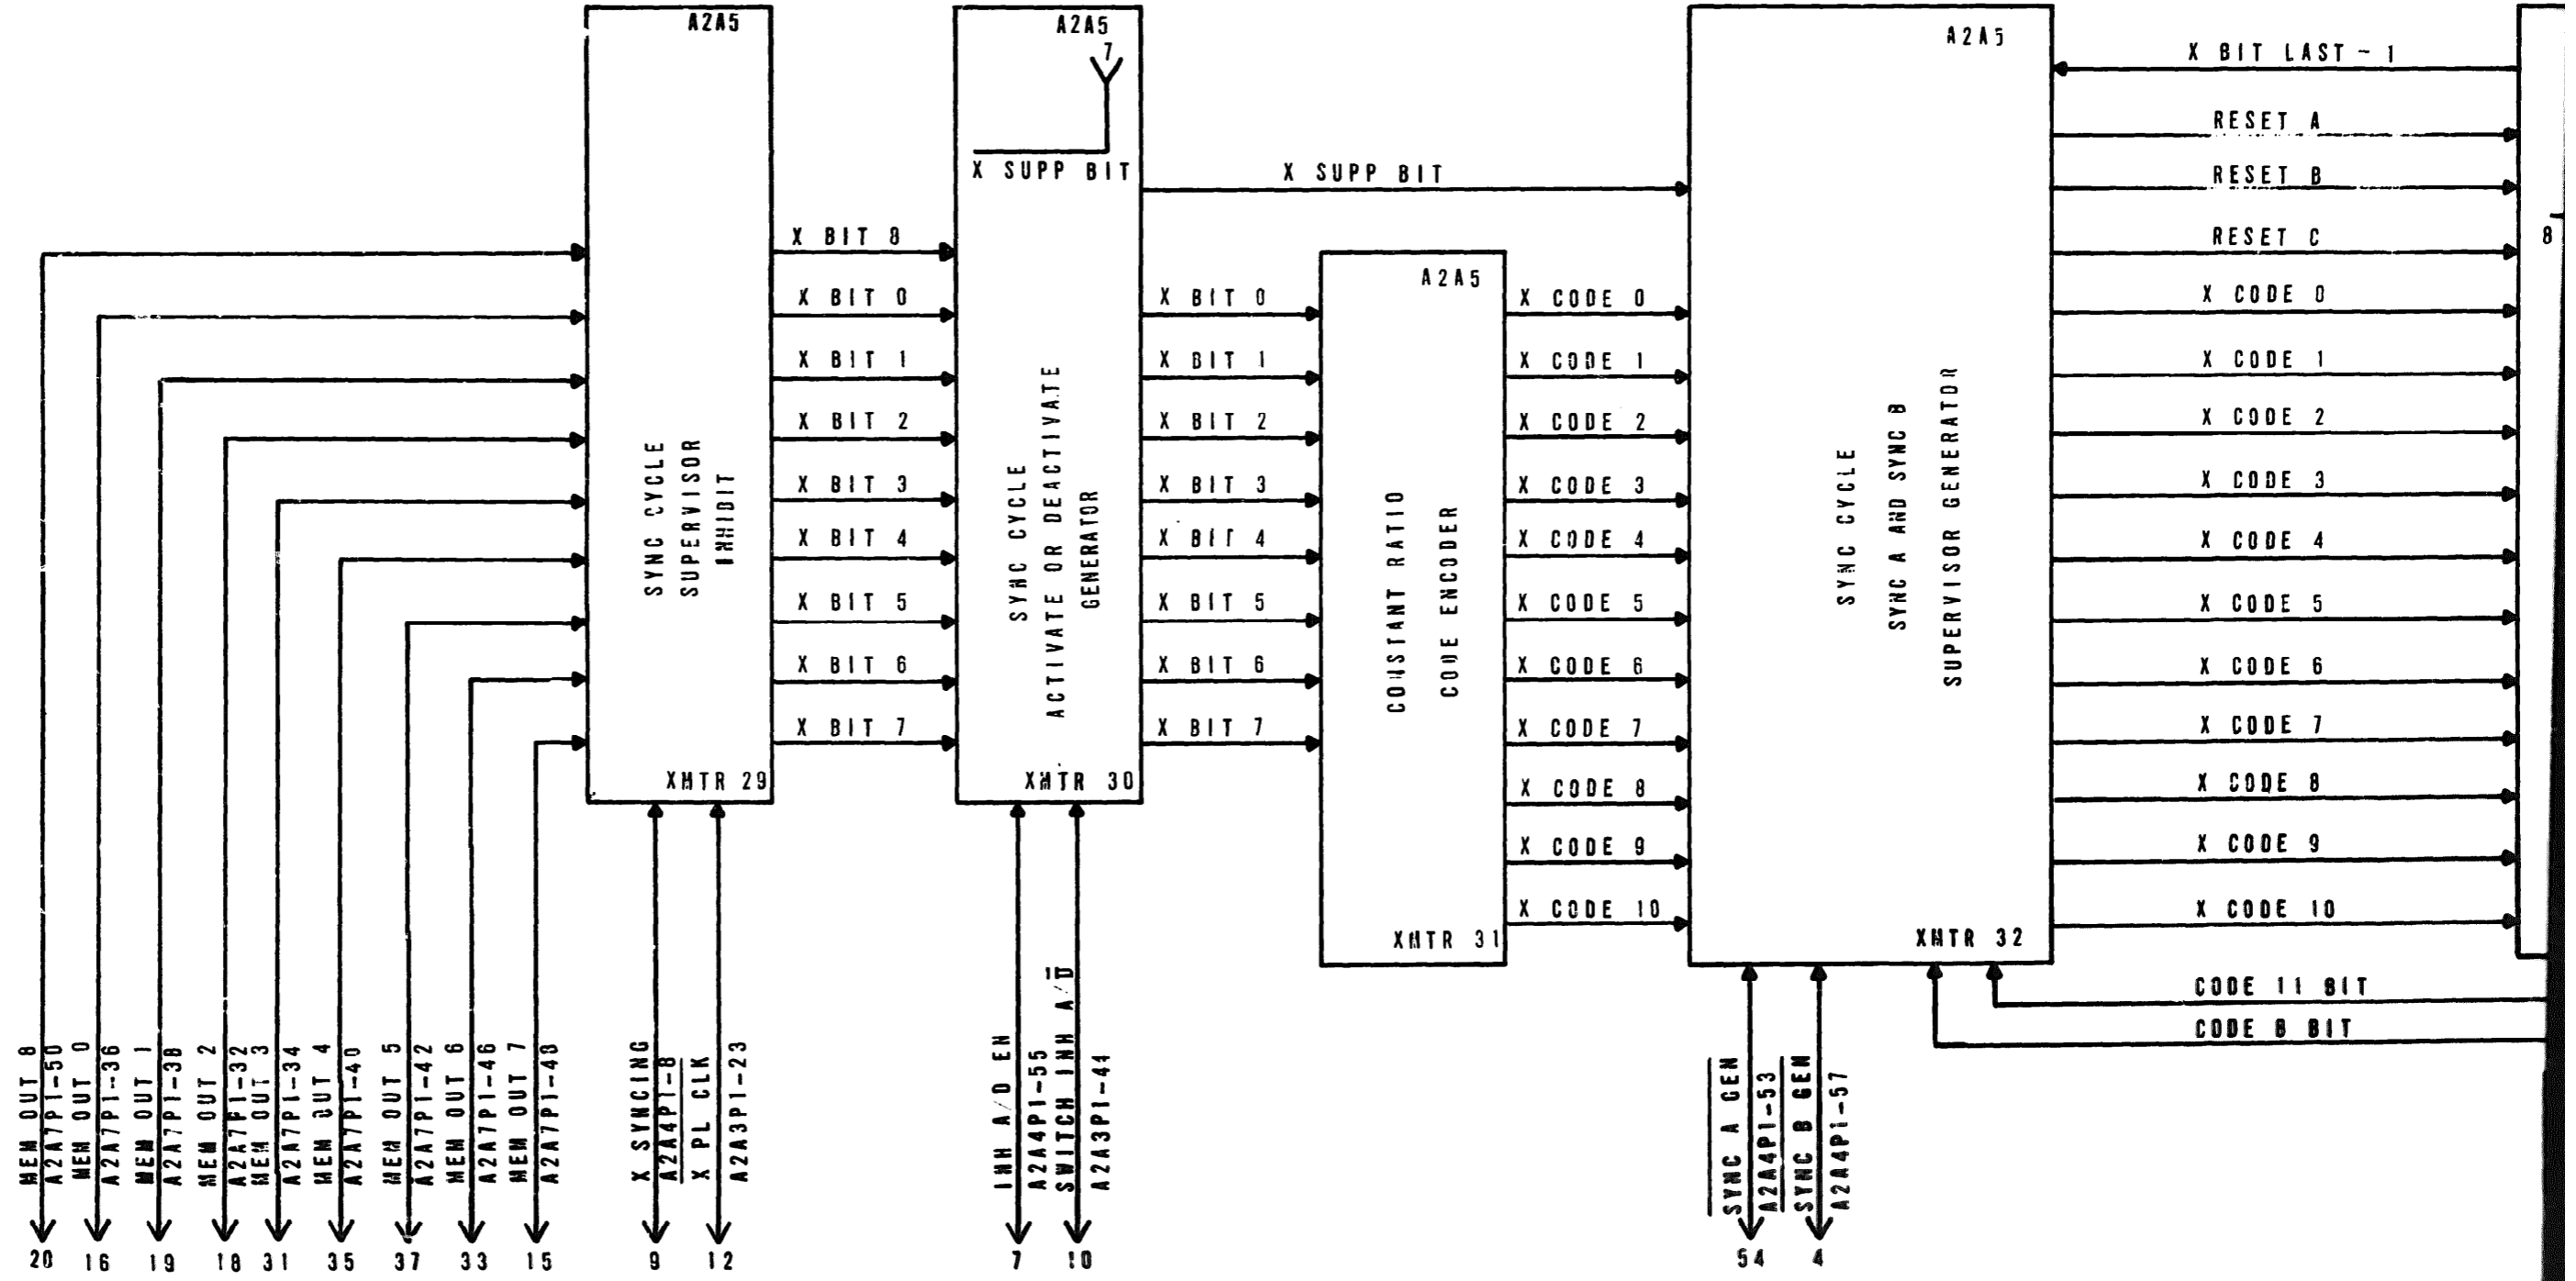 A2A5
SYNC CYCLE
SUPERVISOR
INHIBIT
XMTR 29
X BIT 8
X BIT 0
X BIT 1
X BIT 2
X BIT 3
X BIT 4
X BIT 5
X BIT 6
X BIT 7
A2A5
7
X SUPP BIT
SYNC CYCLE
ACTIVATE OR DEACTIVATE
GENERATOR
XMTR 30
X SUPP BIT
X BIT 0
X BIT 1
X BIT 2
X BIT 3
X BIT 4
X BIT 5
X BIT 6
X BIT 7
A2A5
CONSTANT RATIO
CODE ENCODER
XMTR 31
X CODE 0
X CODE 1
X CODE 2
X CODE 3
X CODE 4
X CODE 5
X CODE 6
X CODE 7
X CODE 8
X CODE 9
X CODE 10
A2A5
SYNC CYCLE
SYNC A AND SYNC B
SUPERVISOR GENERATOR
XMTR 32
X BIT LAST-1
RESET A
RESET B
RESET C
X CODE 0
X CODE 1
X CODE 2
X CODE 3
X CODE 4
X CODE 5
X CODE 6
X CODE 7
X CODE 8
X CODE 9
X CODE 10
8
CODE 11 BIT
CODE 8 BIT
MEM OUT 8
A2A7P1-50
20
MEM OUT 0
A2A7P1-36
16
MEM OUT 1
A2A7P1-38
19
MEM OUT 2
A2A7P1-32
18
MEM OUT 3
A2A7P1-34
31
MEM OUT 4
A2A7P1-40
35
MEM OUT 5
A2A7P1-42
37
MEM OUT 6
A2A7P1-46
33
MEM OUT 7
A2A7P1-48
15
X SYNCING
A2A4P1-8
9
X PL CLK
A2A3P1-23
12
INH A/D EN
A2A4P1-55
7
SWITCH INH A/D̅
A2A3P1-44
10
SYNC A GEN
A2A4P1-53
54
SYNC B GEN
A2A4P1-57
4